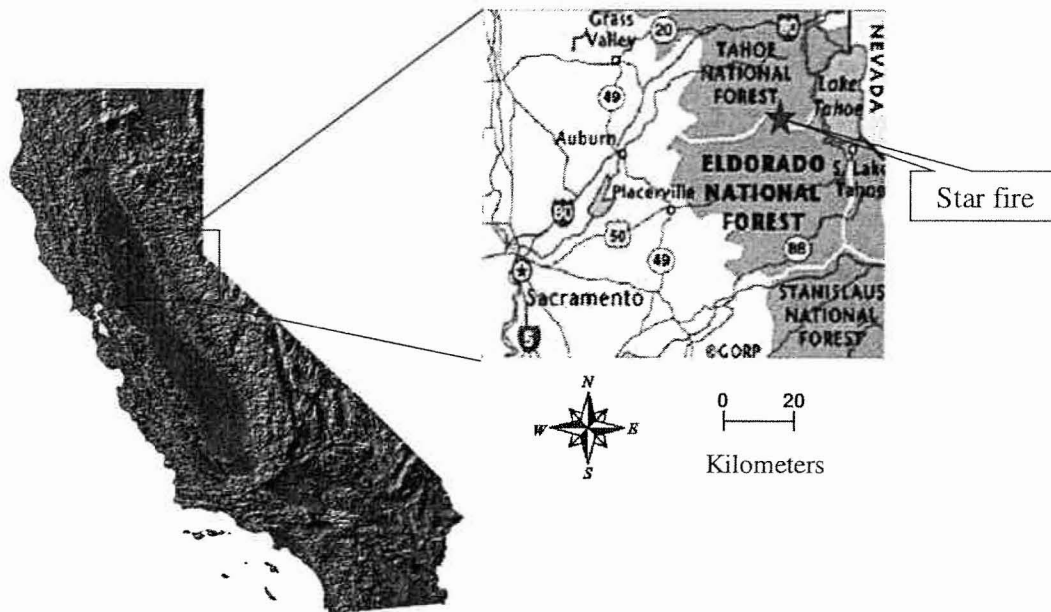 Grass
Valley
20
80
NEVADA
TAHOE
NATIONAL
FOREST
Lake
Tahoe
49
Auburn
ELDORADO
NATIONAL
FOREST
S. Lake
Tahoe
Placerville
Star fire
80
50
49
88
Sacramento
STANISLAUS
NATIONAL
FOREST
5
©GORP
N
W E
S
0 20
Kilometers